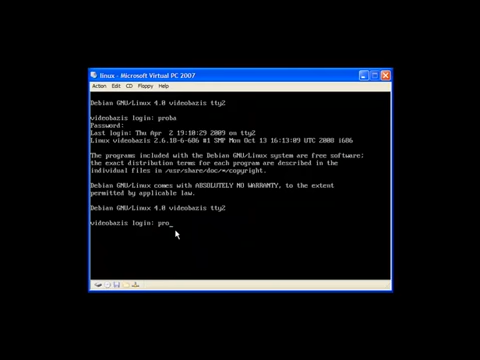 linux - Microsoft Virtual PC 2007
Action Edit CD Floppy Help
Debian GNU/Linux 4.0 videobazis tty2
videobazis login: proba
Password:
Last login: Thu Apr 2 19:10:29 2009 on tty2
Linux videobazis 2.6.18-6-686 #1 SMP Mon Oct 13 16:13:09 UTC 2008 i686
The programs included with the Debian GNU/Linux system are free software;
the exact distribution terms for each program are described in the
individual files in /usr/share/doc/*/copyright.
Debian GNU/Linux comes with ABSOLUTELY NO WARRANTY, to the extent
permitted by applicable law.
Debian GNU/Linux 4.0 videobazis tty2
videobazis login: pro_